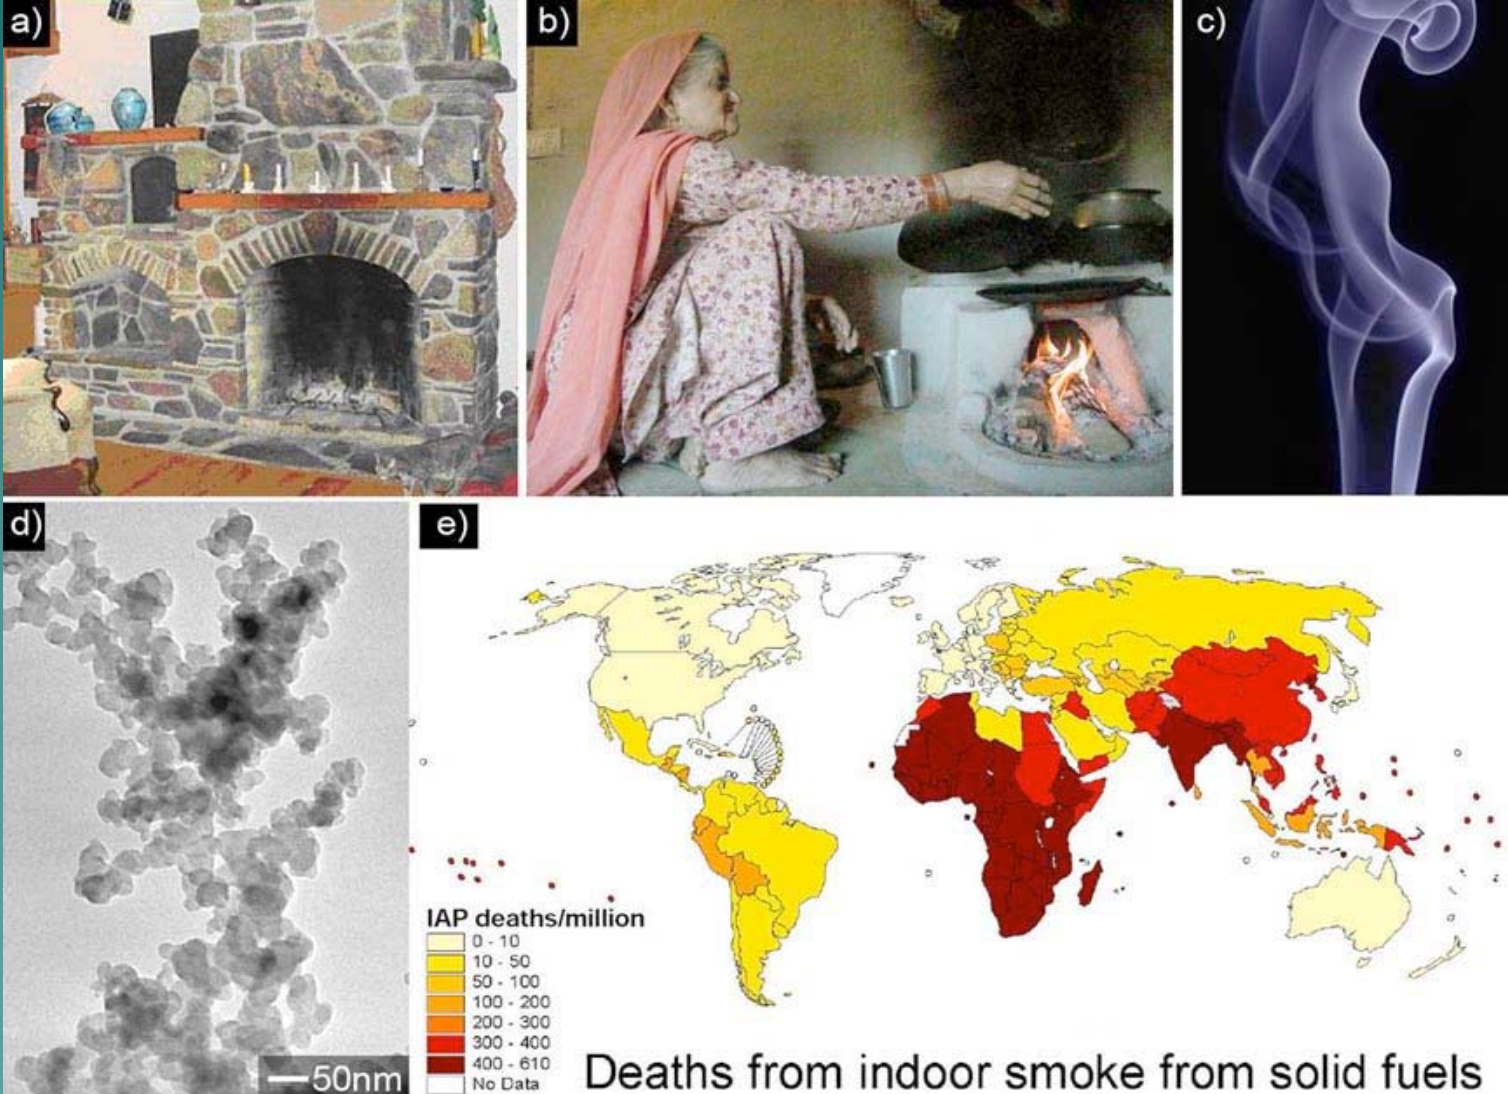 a)
b)
c)
d)
e)
50nm
IAP deaths/million
0 - 10
10 - 50
50 - 100
100 - 200
200 - 300
300 - 400
400 - 610
No Data
Deaths from indoor smoke from solid fuels